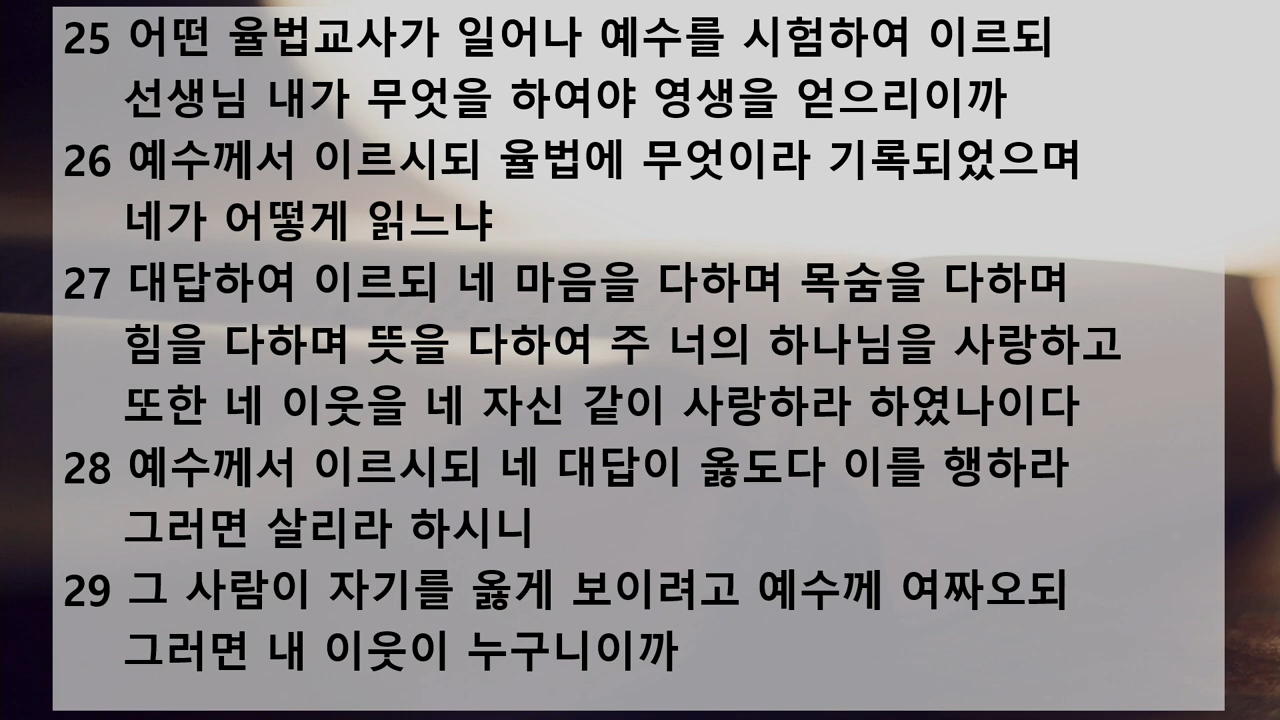 25 어떤 율법교사가 일어나 예수를 시험하여 이르되
선생님 내가 무엇을 하여야 영생을 얻으리이까
26 예수께서 이르시되 율법에 무엇이라 기록되었으며
네가 어떻게 읽느냐
27 대답하여 이르되 네 마음을 다하며 목숨을 다하며
힘을 다하며 뜻을 다하여 주 너의 하나님을 사랑하고
또한 네 이웃을 네 자신 같이 사랑하라 하였나이다
28 예수께서 이르시되 네 대답이 옳도다 이를 행하라
그러면 살리라 하시니
29 그 사람이 자기를 옳게 보이려고 예수께 여짜오되
그러면 내 이웃이 누구니이까